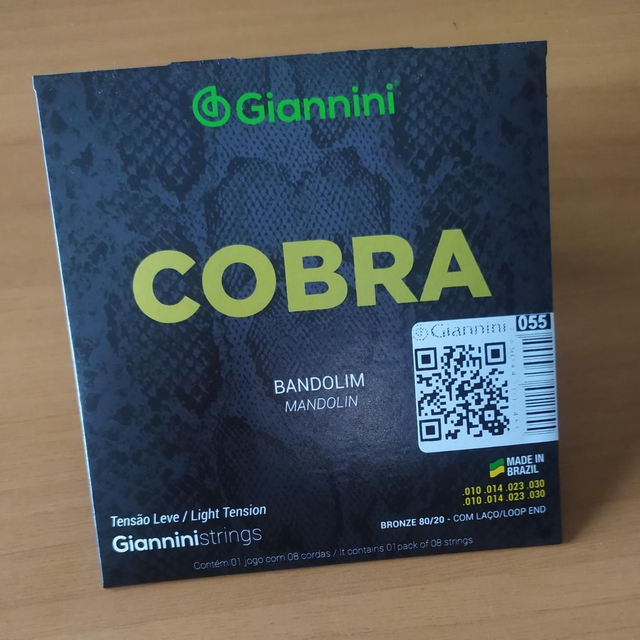 Giannini
COBRA
Giannini 055
BANDOLIM
MANDOLIN
MADE IN
BRAZIL
.010 .014 .023 .030
.010 .014 .023 .030
BRONZE 80/20 - COM LAÇO/LOOP END
Tensão Leve / Light Tension
Gianninistrings
Contém 01 jogo com 08 cordas / it contains 01 pack of 08 strings